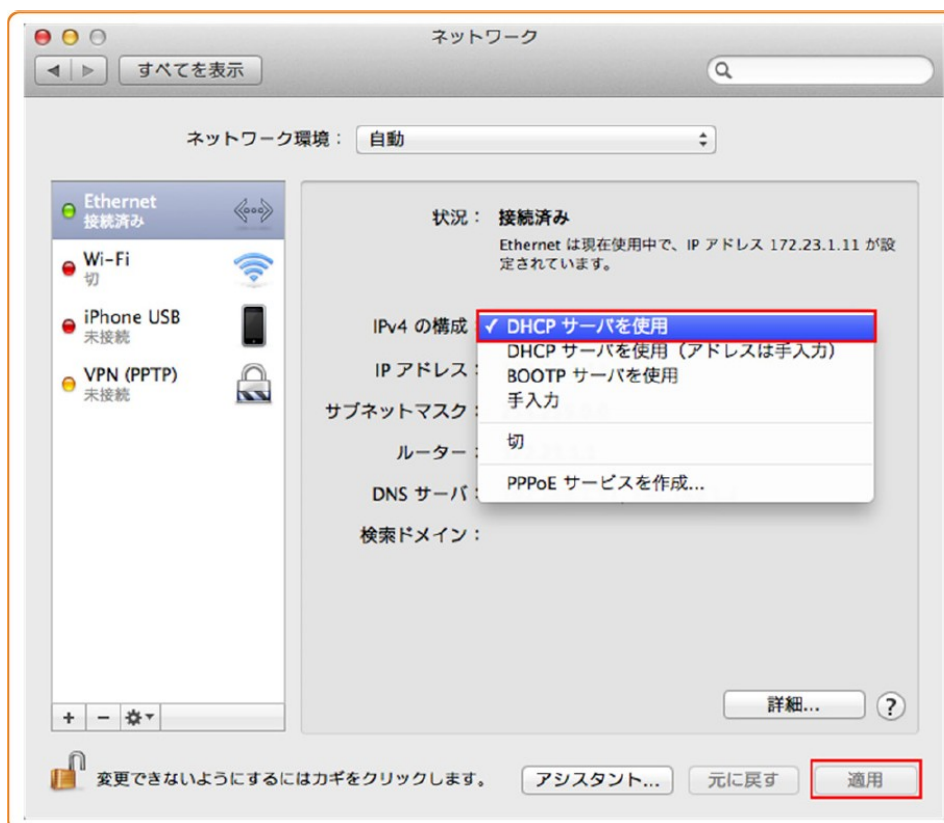 ネットワーク
すべてを表示
ネットワーク環境： 自動
Ethernet
接続済み
Wi-Fi
切
iPhone USB
未接続
VPN (PPTP)
未接続
状況： 接続済み
Ethernet は現在使用中で、IP アドレス 172.23.1.11 が設
定されています。
IPv4 の構成： ✓ DHCP サーバを使用
DHCP サーバを使用（アドレスは手入力）
BOOTP サーバを使用
手入力
切
PPPoE サービスを作成...
IP アドレス：
サブネットマスク：
ルーター：
DNS サーバ：
検索ドメイン：
+ −
詳細... ?
変更できないようにするにはカギをクリックします。
アシスタント... 元に戻す 適用